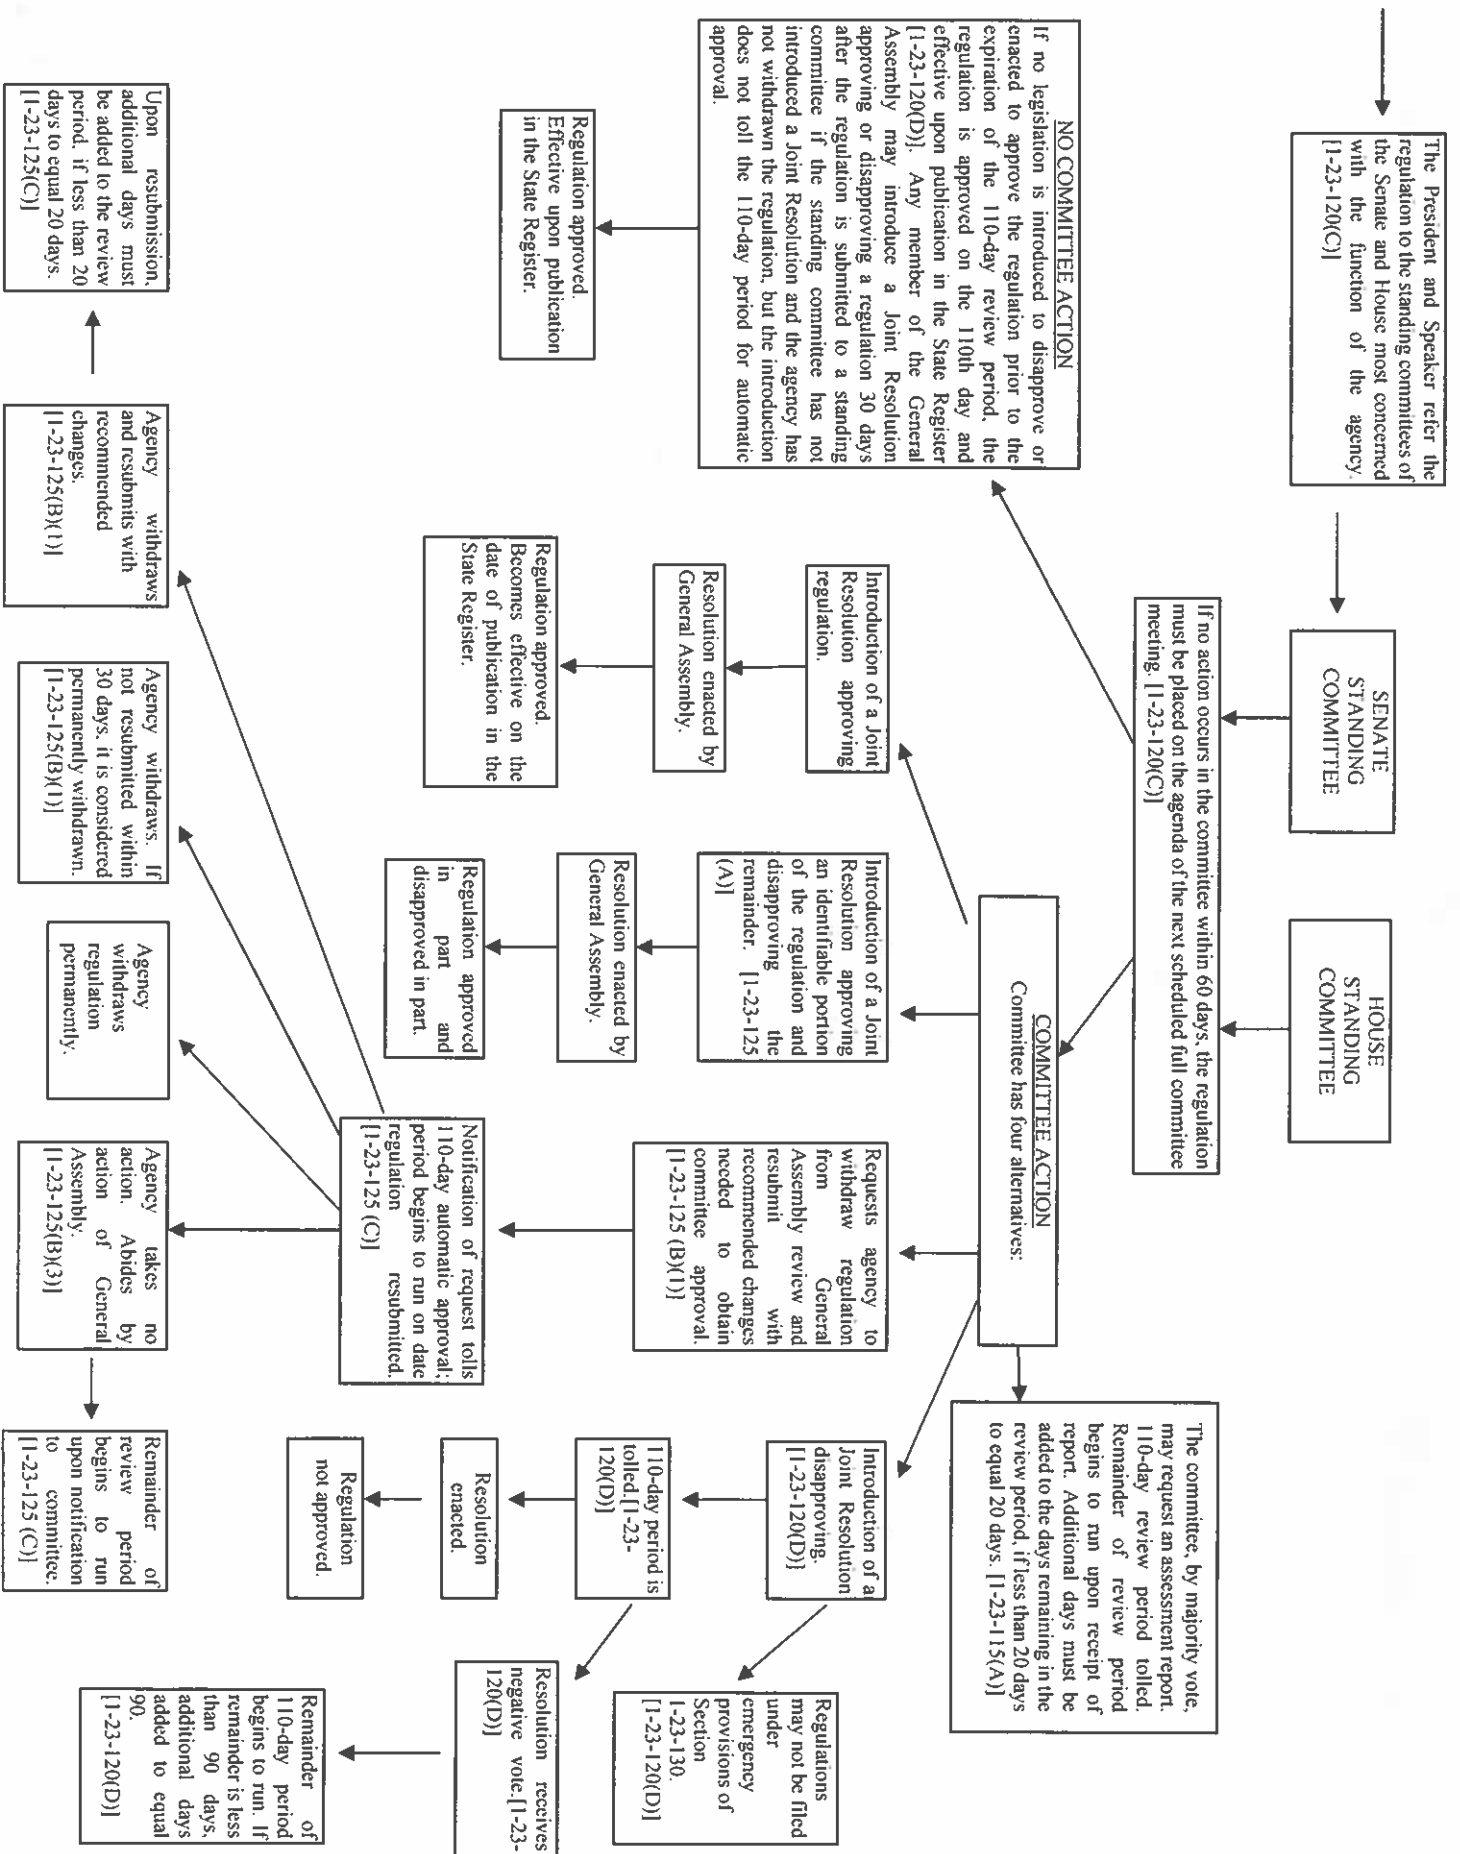 The President and Speaker refer the
regulation to the standing committees of
the Senate and House most concerned
with the function of the agency.
[1-23-120(C)]
SENATE
STANDING
COMMITTEE
HOUSE
STANDING
COMMITTEE
If no action occurs in the committee within 60 days, the regulation
must be placed on the agenda of the next scheduled full committee
meeting. [1-23-120(C)]
NO COMMITTEE ACTION
If no legislation is introduced to disapprove or
enacted to approve the regulation prior to the
expiration of the 110-day review period, the
regulation is approved on the 110th day and
effective upon publication in the State Register
[1-23-120(D)]. Any member of the General
Assembly may introduce a Joint Resolution
approving or disapproving a regulation 30 days
after the regulation is submitted to a standing
committee if the standing committee has not
introduced a Joint Resolution and the agency has
not withdrawn the regulation, but the introduction
does not toll the 110-day period for automatic
approval.
Regulation approved.
Effective upon publication
in the State Register.
COMMITTEE ACTION
Committee has four alternatives:
The committee, by majority vote,
may request an assessment report.
110-day review period tolled.
Remainder of review period
begins to run upon receipt of
report. Additional days must be
added to the days remaining in the
review period, if less than 20 days
to equal 20 days. [1-23-115(A)]
Introduction of a Joint
Resolution approving
regulation.
Resolution enacted by
General Assembly.
Regulation approved.
Becomes effective on the
date of publication in the
State Register.
Introduction of a Joint
Resolution approving
an identifiable portion
of the regulation and
disapproving the
remainder. [1-23-125
(A)]
Resolution enacted by
General Assembly.
Regulation approved
in part and
disapproved in part.
Requests agency to
withdraw regulation
from General
Assembly review and
resubmit with
recommended changes
needed to obtain
committee approval.
[1-23-125 (B)(1)]
Notification of request tolls
110-day automatic approval;
period begins to run on date
regulation resubmitted.
[1-23-125 (C)]
Introduction of a
Joint Resolution
disapproving.
[1-23-120(D)]
110-day period is
tolled.[1-23-
120(D)]
Resolution
enacted.
Regulation
not approved.
Regulations
may not be filed
under
emergency
provisions of
Section
1-23-130.
[1-23-120(D)]
Resolution receives
negative vote.[1-23-
120(D)]
Remainder of
110-day period
begins to run. If
remainder is less
than 90 days,
additional days
added to equal
90.
[1-23-120(D)]
Agency withdraws
and resubmits with
recommended
changes.
[1-23-125(B)(1)]
Upon resubmission,
additional days must
be added to the review
period, if less than 20
days to equal 20 days.
[1-23-125(C)]
Agency withdraws. If
not resubmitted within
30 days, it is considered
permanently withdrawn.
[1-23-125(B)(1)]
Agency
withdraws
regulation
permanently.
Agency takes no
action. Abides by
action of General
Assembly.
[1-23-125(B)(3)]
Remainder of
review period
begins to run
upon notification
to committee.
[1-23-125 (C)]